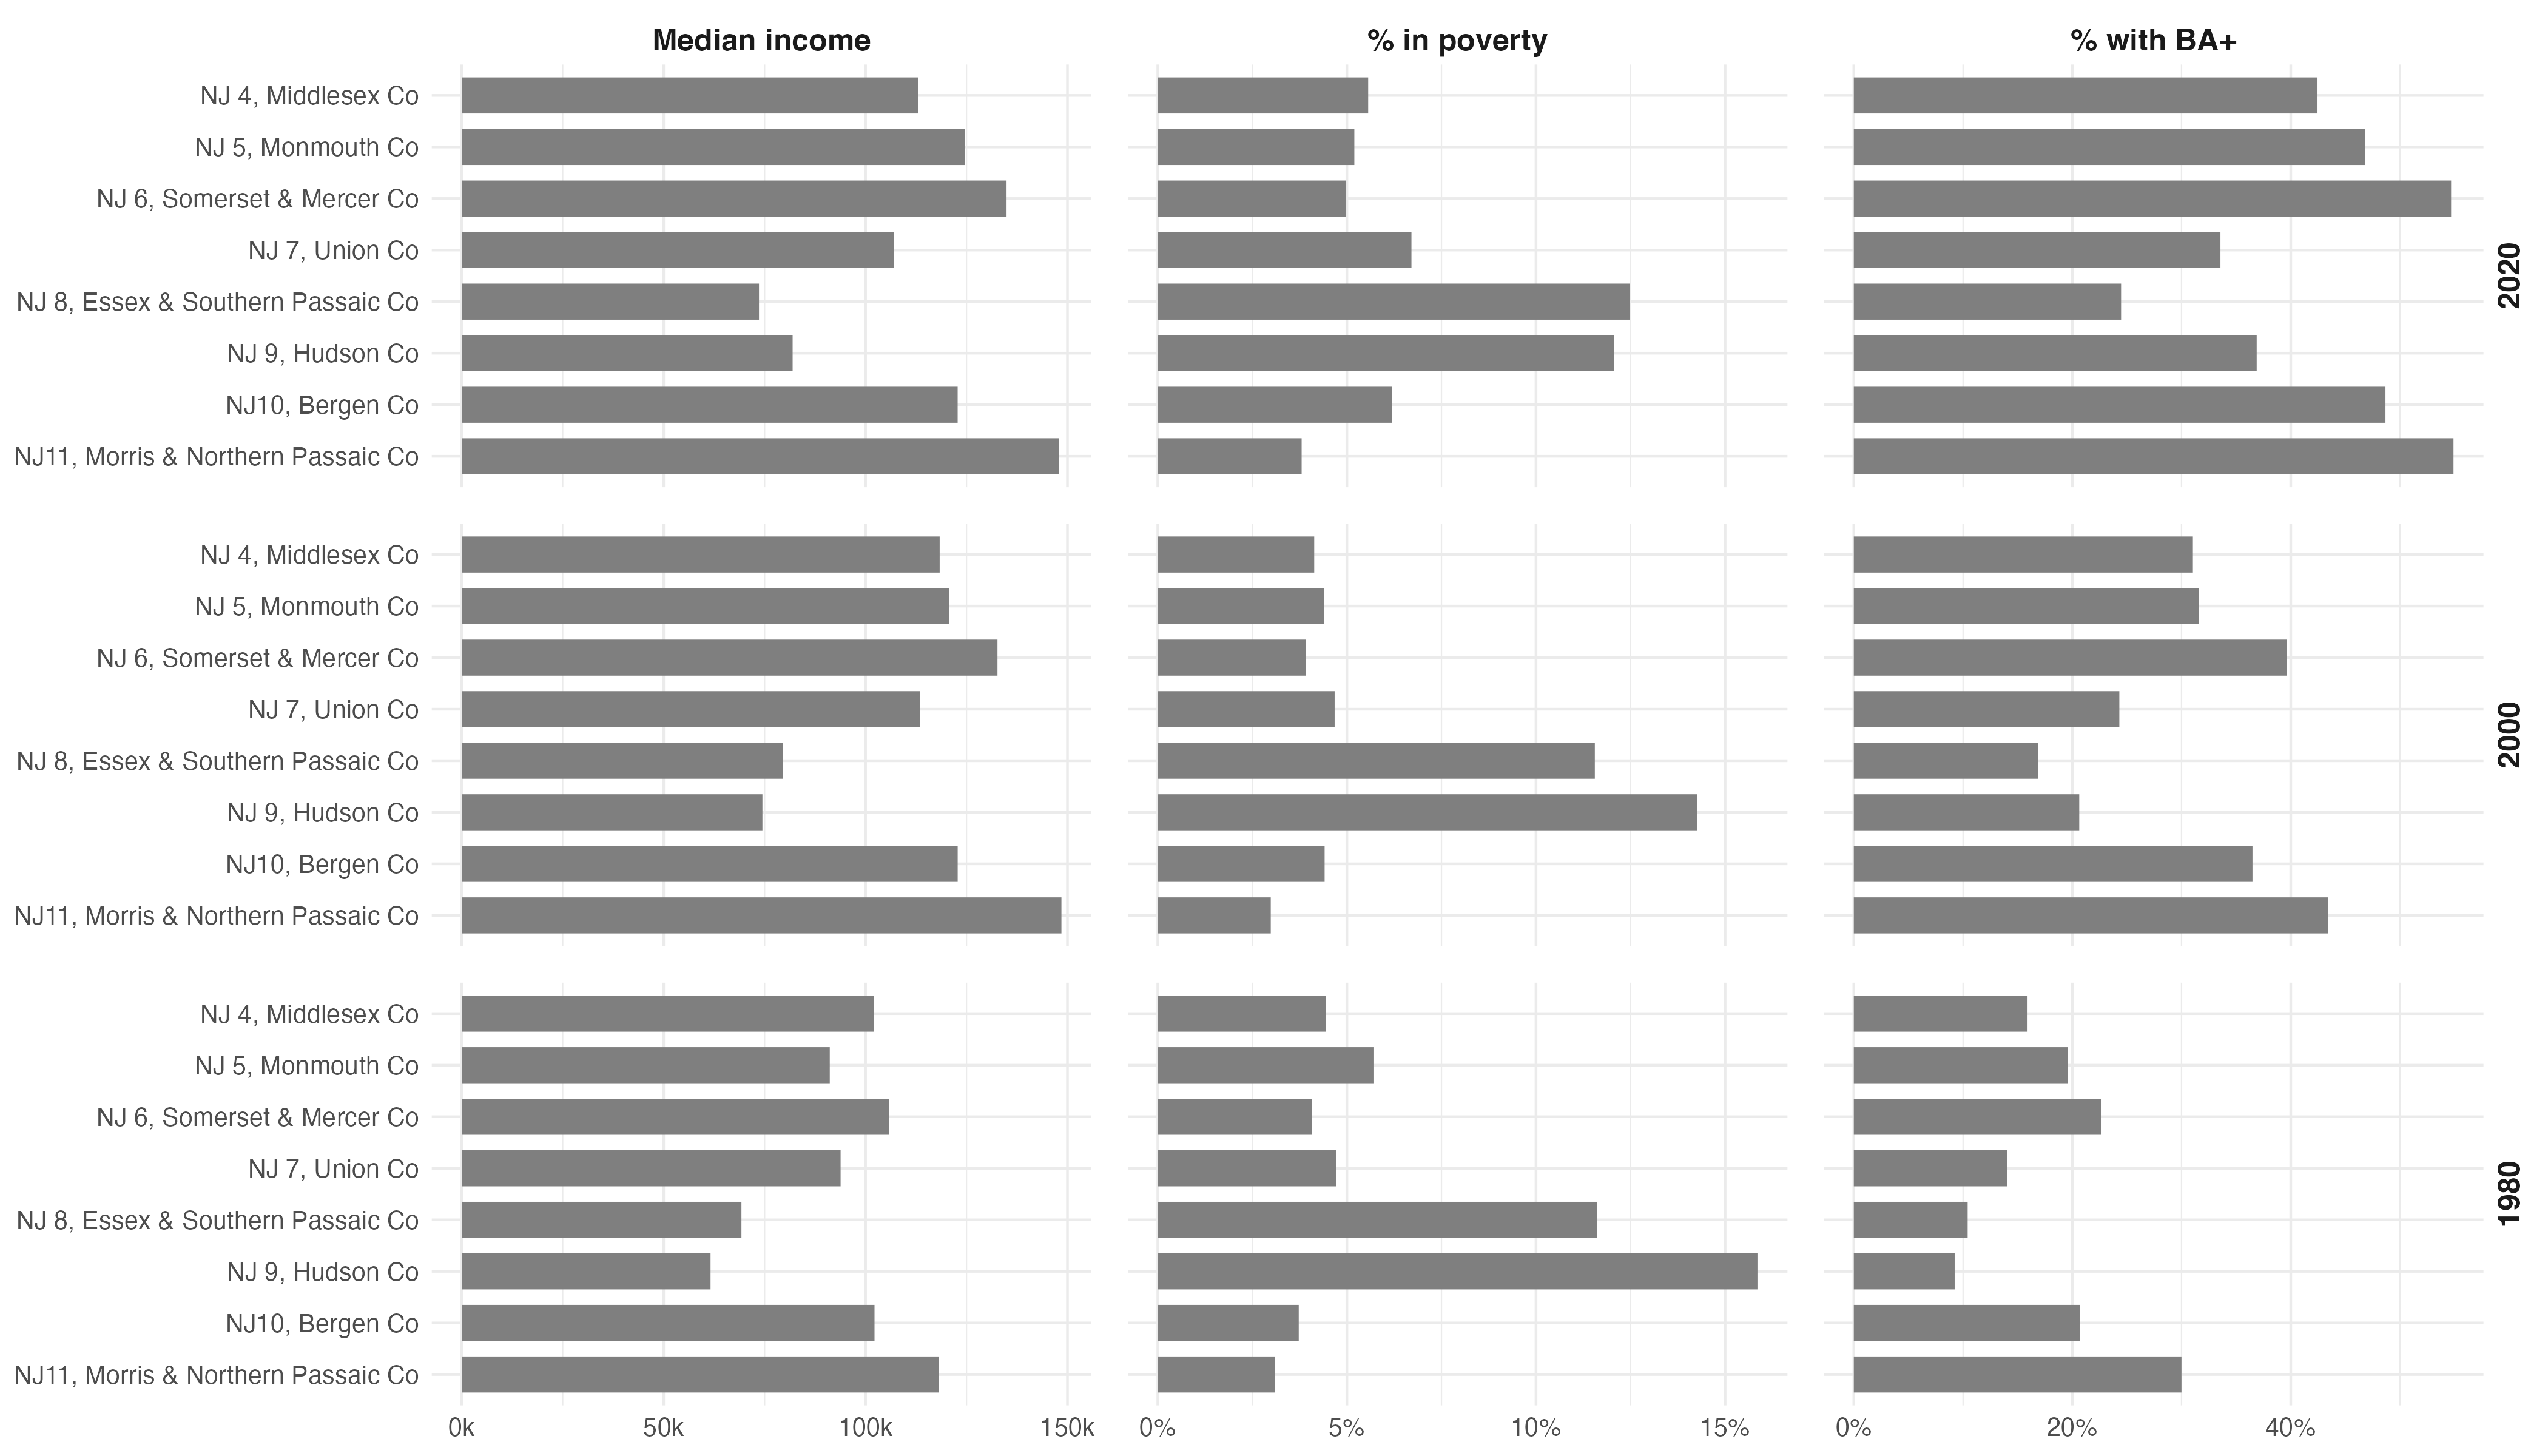 Median income
% in poverty
% with BA+
NJ 4, Middlesex Co
NJ 5, Monmouth Co
NJ 6, Somerset & Mercer Co
NJ 7, Union Co
NJ 8, Essex & Southern Passaic Co
NJ 9, Hudson Co
NJ10, Bergen Co
NJ11, Morris & Northern Passaic Co
2020
NJ 4, Middlesex Co
NJ 5, Monmouth Co
NJ 6, Somerset & Mercer Co
NJ 7, Union Co
NJ 8, Essex & Southern Passaic Co
NJ 9, Hudson Co
NJ10, Bergen Co
NJ11, Morris & Northern Passaic Co
2000
NJ 4, Middlesex Co
NJ 5, Monmouth Co
NJ 6, Somerset & Mercer Co
NJ 7, Union Co
NJ 8, Essex & Southern Passaic Co
NJ 9, Hudson Co
NJ10, Bergen Co
NJ11, Morris & Northern Passaic Co
1980
0k 50k 100k 150k
0% 5% 10% 15%
0% 20% 40%